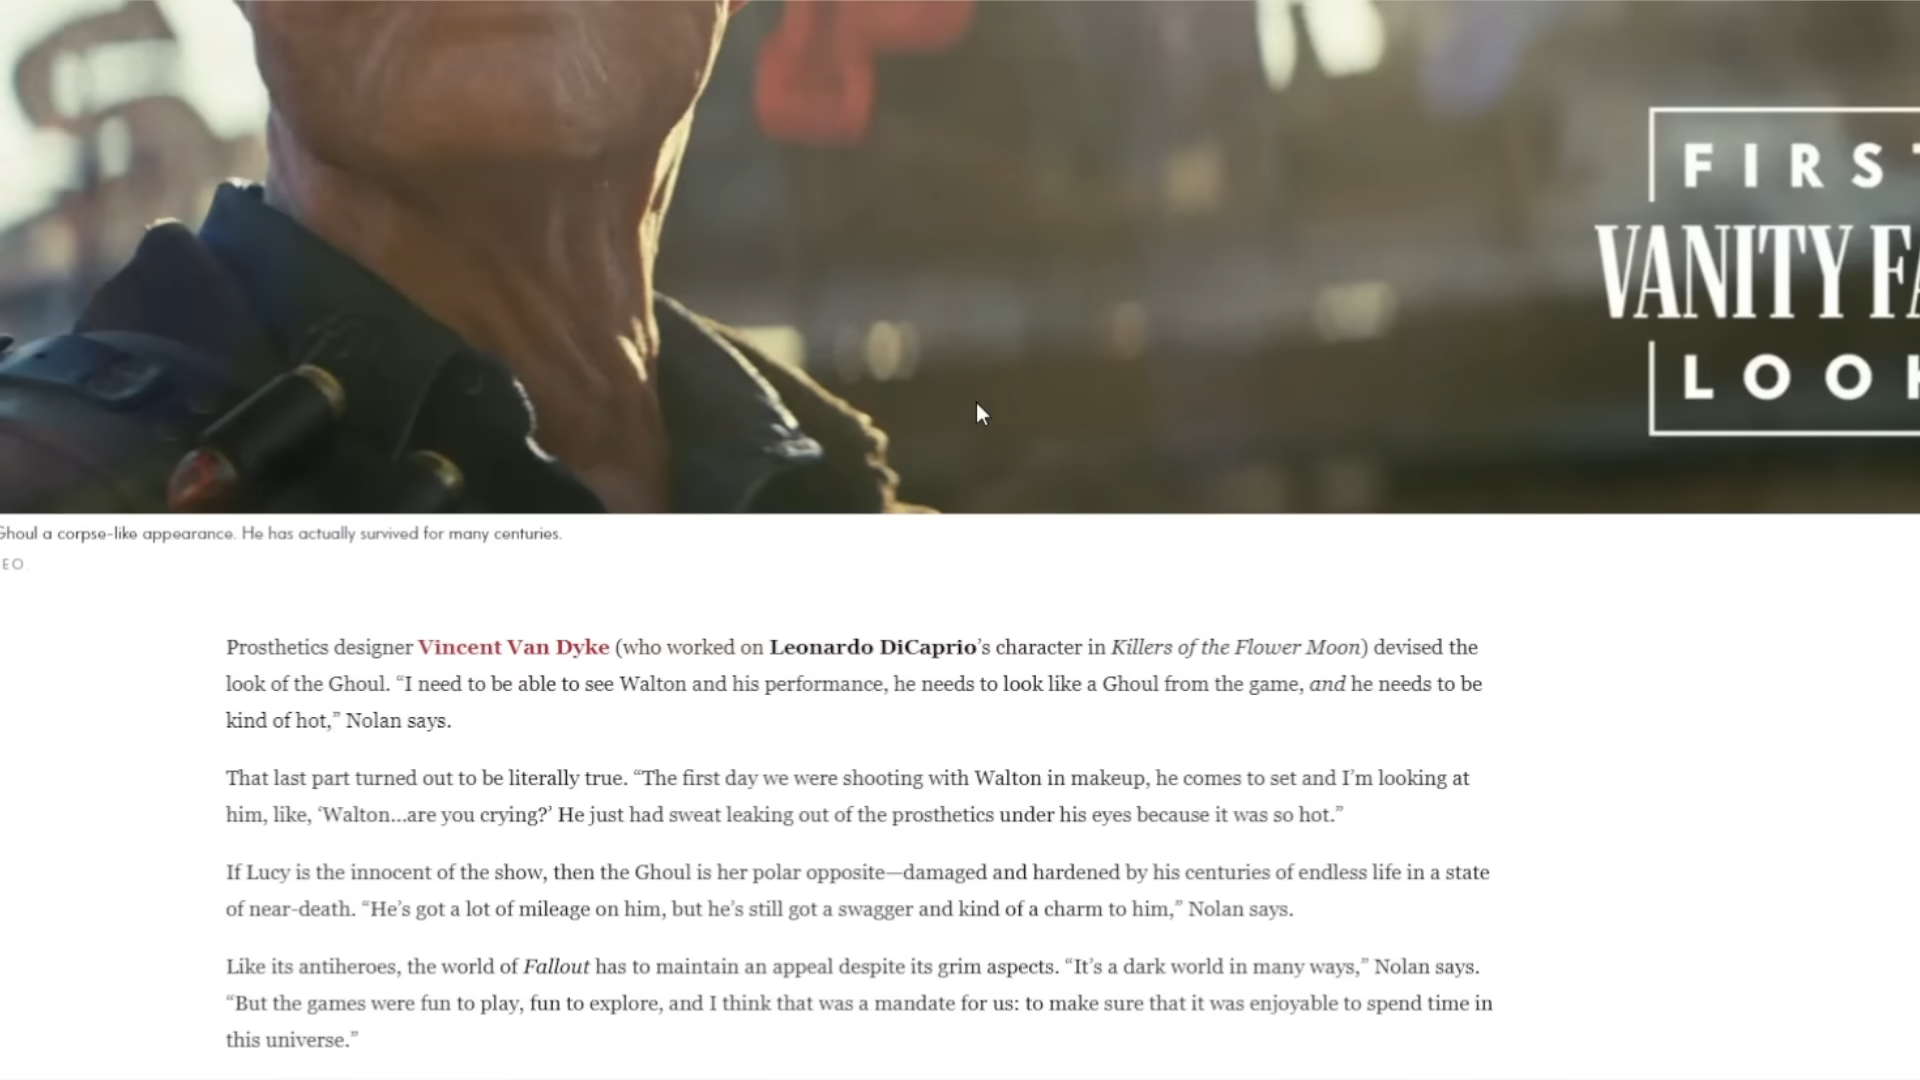 FIRST
VANITY FA
LOOK
Ghoul a corpse-like appearance. He has actually survived for many centuries.
EO.
Prosthetics designer Vincent Van Dyke (who worked on Leonardo DiCaprio’s character in Killers of the Flower Moon) devised the
look of the Ghoul. “I need to be able to see Walton and his performance, he needs to look like a Ghoul from the game, and he needs to be
kind of hot,” Nolan says.
That last part turned out to be literally true. “The first day we were shooting with Walton in makeup, he comes to set and I’m looking at
him, like, ‘Walton...are you crying?’ He just had sweat leaking out of the prosthetics under his eyes because it was so hot.”
If Lucy is the innocent of the show, then the Ghoul is her polar opposite—damaged and hardened by his centuries of endless life in a state
of near-death. “He’s got a lot of mileage on him, but he’s still got a swagger and kind of a charm to him,” Nolan says.
Like its antiheroes, the world of Fallout has to maintain an appeal despite its grim aspects. “It’s a dark world in many ways,” Nolan says.
“But the games were fun to play, fun to explore, and I think that was a mandate for us: to make sure that it was enjoyable to spend time in
this universe.”